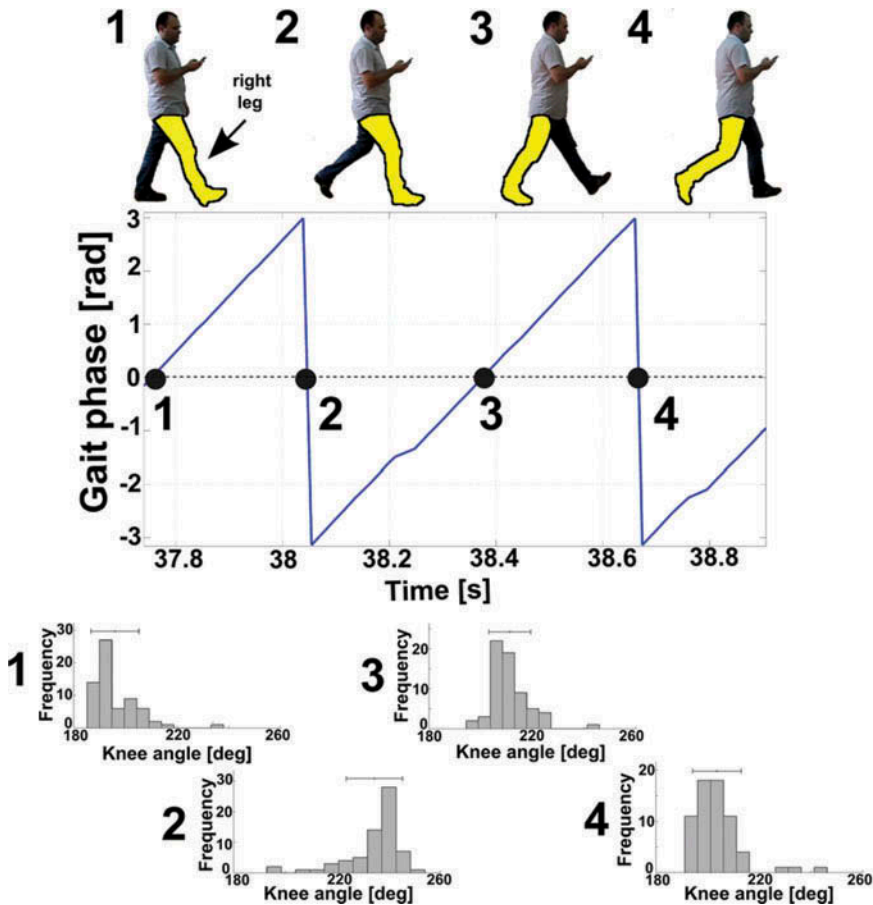 1 2 3 4
right
leg
Gait phase [rad]
3
2
1
0
-1
-2
-3
1 2 3 4
37.8 38 38.2 38.4 38.6 38.8
Time [s]
1
Frequency
30
20
10
0
180 220 260
Knee angle [deg]
3
Frequency
20
10
0
180 220 260
Knee angle [deg]
2
Frequency
30
20
10
0
180 220 260
Knee angle [deg]
4
Frequency
20
10
0
180 220 260
Knee angle [deg]